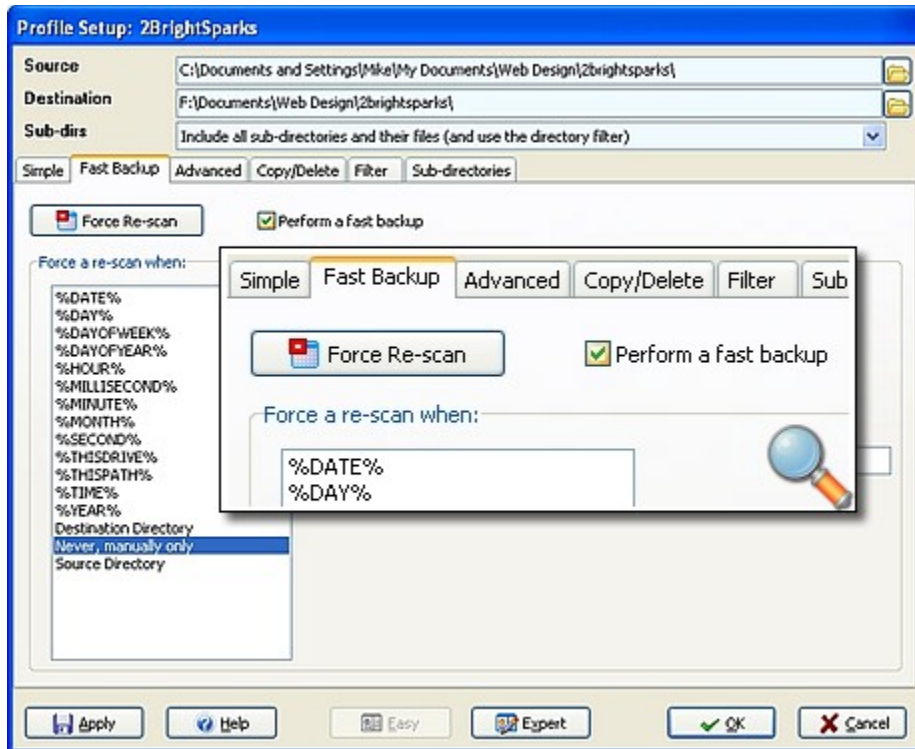 Profile Setup: 2BrightSparks
Source
C:\Documents and Settings\Mike\My Documents\Web Design\2brightsparks\
Destination
F:\Documents\Web Design\2brightsparks\
Sub-dirs
Include all sub-directories and their files (and use the directory filter)
Simple Fast Backup Advanced Copy/Delete Filter Sub-directories
Force Re-scan Perform a fast backup
Force a re-scan when:
%DATE%
%DAY%
%DAYOFWEEK%
%DAYOFYEAR%
%HOUR%
%MILLISECOND%
%MINUTE%
%MONTH%
%SECOND%
%THISDRIVE%
%THISPATH%
%TIME%
%YEAR%
Destination Directory
Never, manually only
Source Directory
Simple Fast Backup Advanced Copy/Delete Filter Sub
Force Re-scan Perform a fast backup
Force a re-scan when:
%DATE%
%DAY%
Apply Help Easy Expert OK Cancel